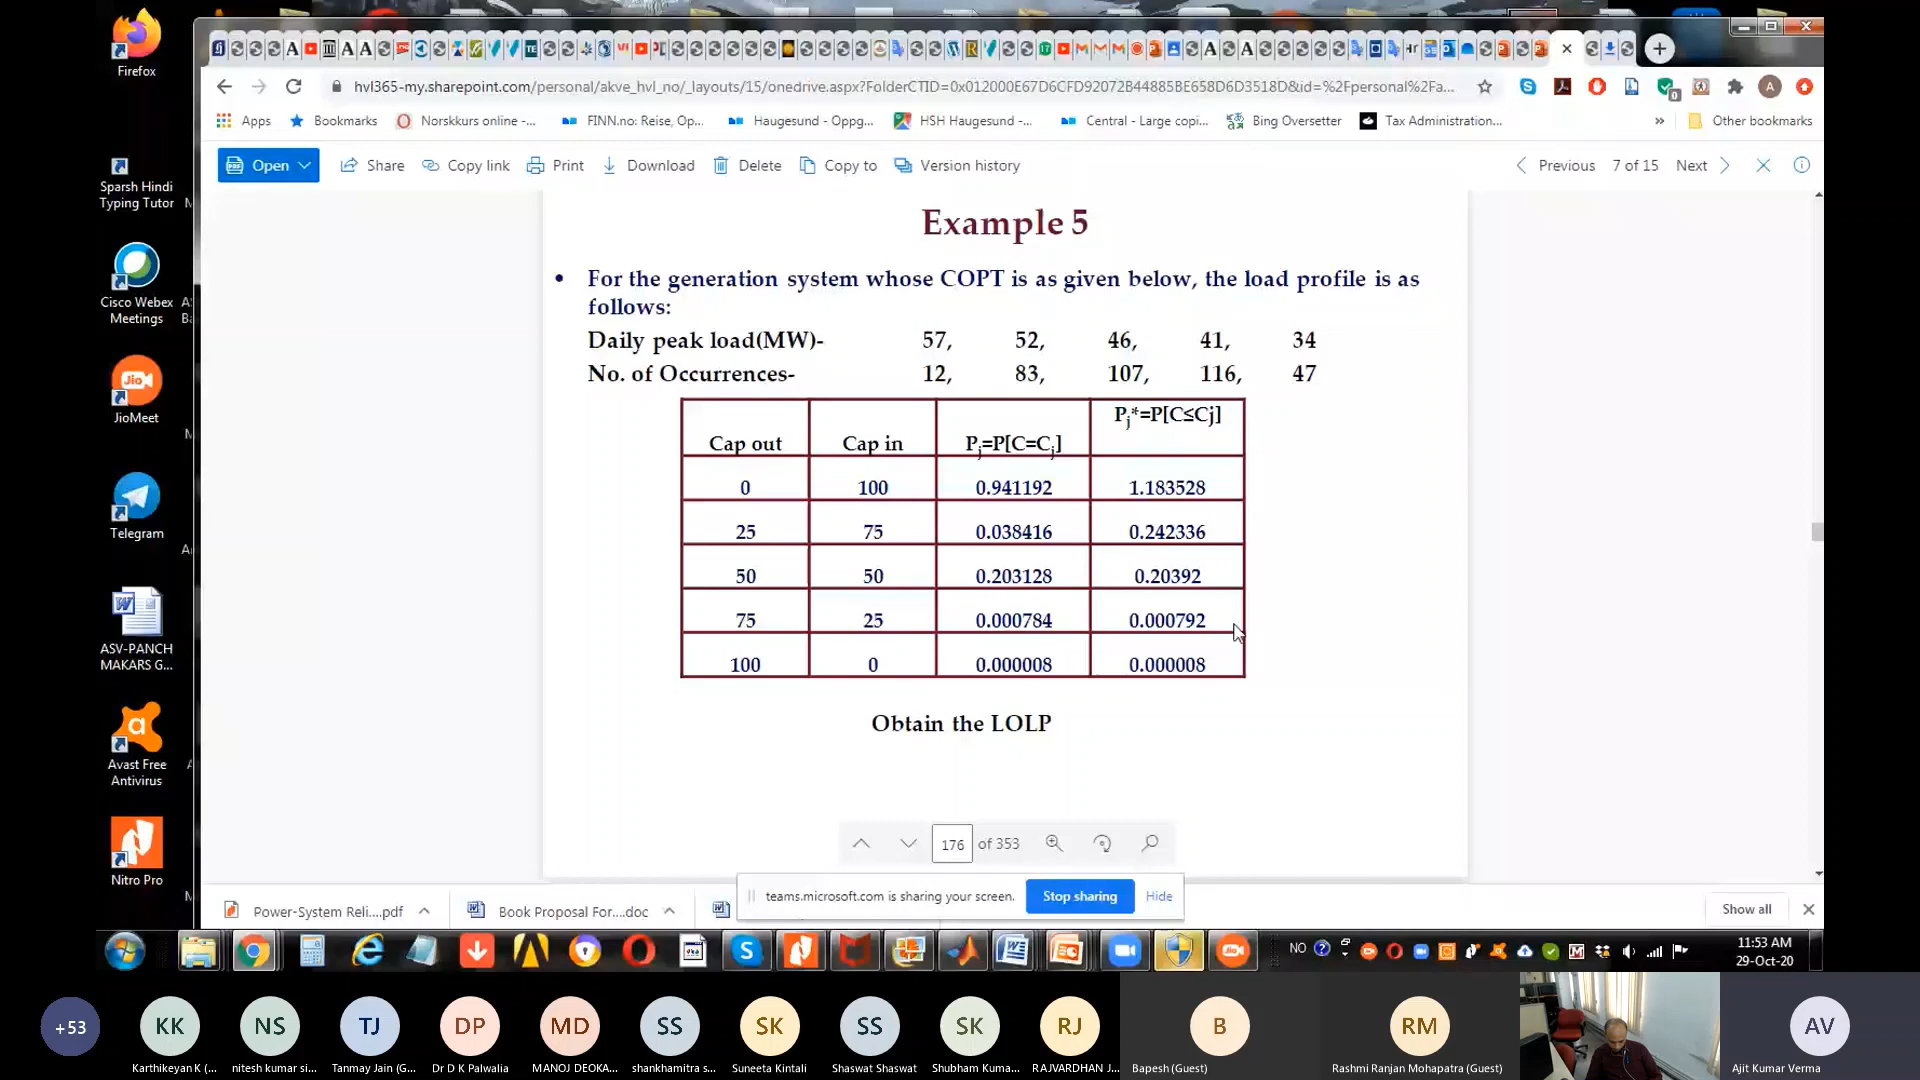 Firefox
hvl365-my.sharepoint.com/personal/akve_hvl_no/_layouts/15/onedrive.aspx?FolderCTID=0x012000E67D6CFD92072B44885BE658D6D3518D&id=%2Fpersonal%2Fa...
Apps
Bookmarks
Norskkurs online -...
FINN.no: Reise, Op...
Haugesund - Oppg...
HSH Haugesund -...
Central - Large copi...
Bing Oversetter
Tax Administration...
»
Other bookmarks
Open
Share
Copy link
Print
Download
Delete
Copy to
Version history
Previous
7 of 15
Next
Sparsh Hindi
Typing Tutor
Example 5
• For the generation system whose COPT is as given below, the load profile is as
follows:
Daily peak load(MW)- 57, 52, 46, 41, 34
No. of Occurrences- 12, 83, 107, 116, 47
Cap out Cap in Pj=P[C=Cj] Pj*=P[C≤Cj]
0 100 0.941192 1.183528
25 75 0.038416 0.242336
50 50 0.203128 0.20392
75 25 0.000784 0.000792
100 0 0.000008 0.000008
Obtain the LOLP
Cisco Webex
Meetings
JioMeet
Telegram
ASV-PANCH
MAKARS G...
Avast Free
Antivirus
Nitro Pro
176 of 353
teams.microsoft.com is sharing your screen.
Stop sharing
Hide
Power-System Reli....pdf
Book Proposal For....doc
Show all
NO
11:53 AM
29-Oct-20
+53
KK
NS
TJ
DP
MD
SS
SK
SS
SK
RJ
B
RM
AV
Karthikeyan K (...
nitesh kumar si...
Tanmay Jain (G...
Dr D K Palwalia
MANOJ DEOKA...
shankhamitra s...
Suneeta Kintali
Shaswat Shaswat
Shubham Kuma...
RAJVARDHAN J...
Bapesh (Guest)
Rashmi Ranjan Mohapatra (Guest)
Ajit Kumar Verma